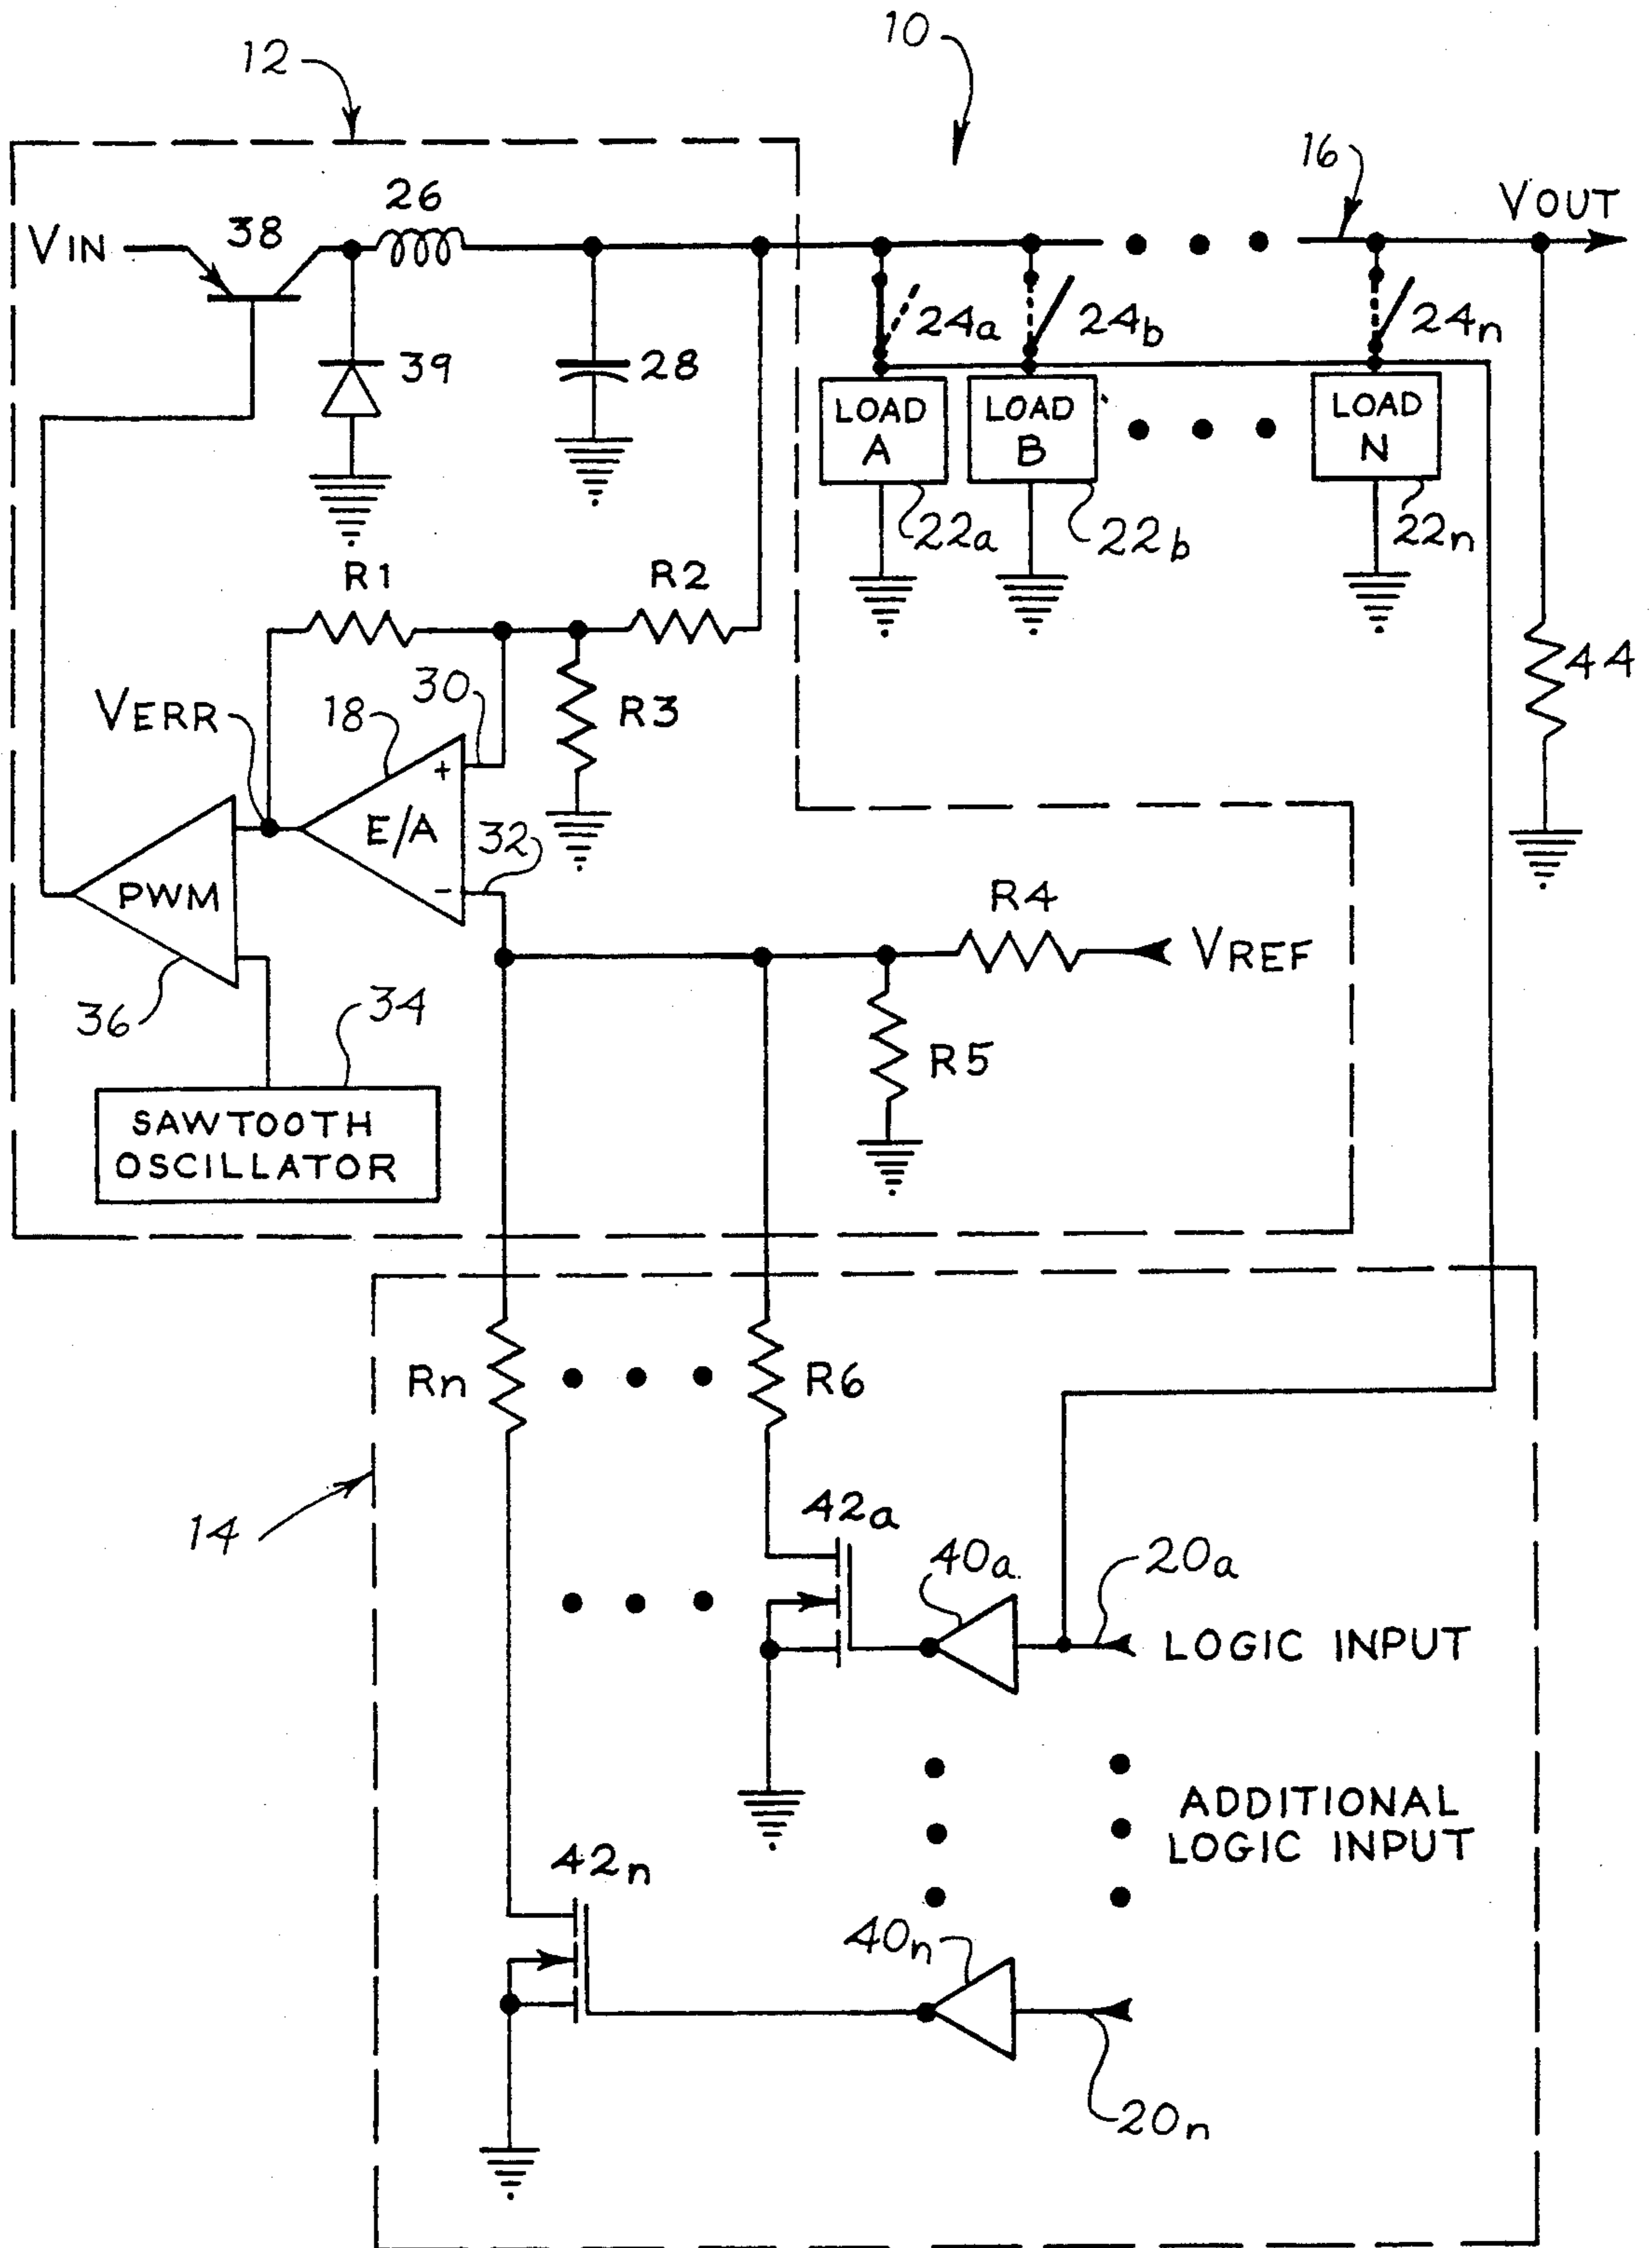 10
12
16
VOUT
26
38
VIN
24a
24b
24n
39
28
LOAD A
LOAD B
LOAD N
22a
22b
22n
R1
R2
44
30
VERR
18
R3
+
E/A
32
-
PWM
R4
VREF
36
34
R5
SAWTOOTH
OSCILLATOR
Rn
R6
14
42a
40a
20a
LOGIC INPUT
ADDITIONAL
LOGIC INPUT
42n
40n
20n